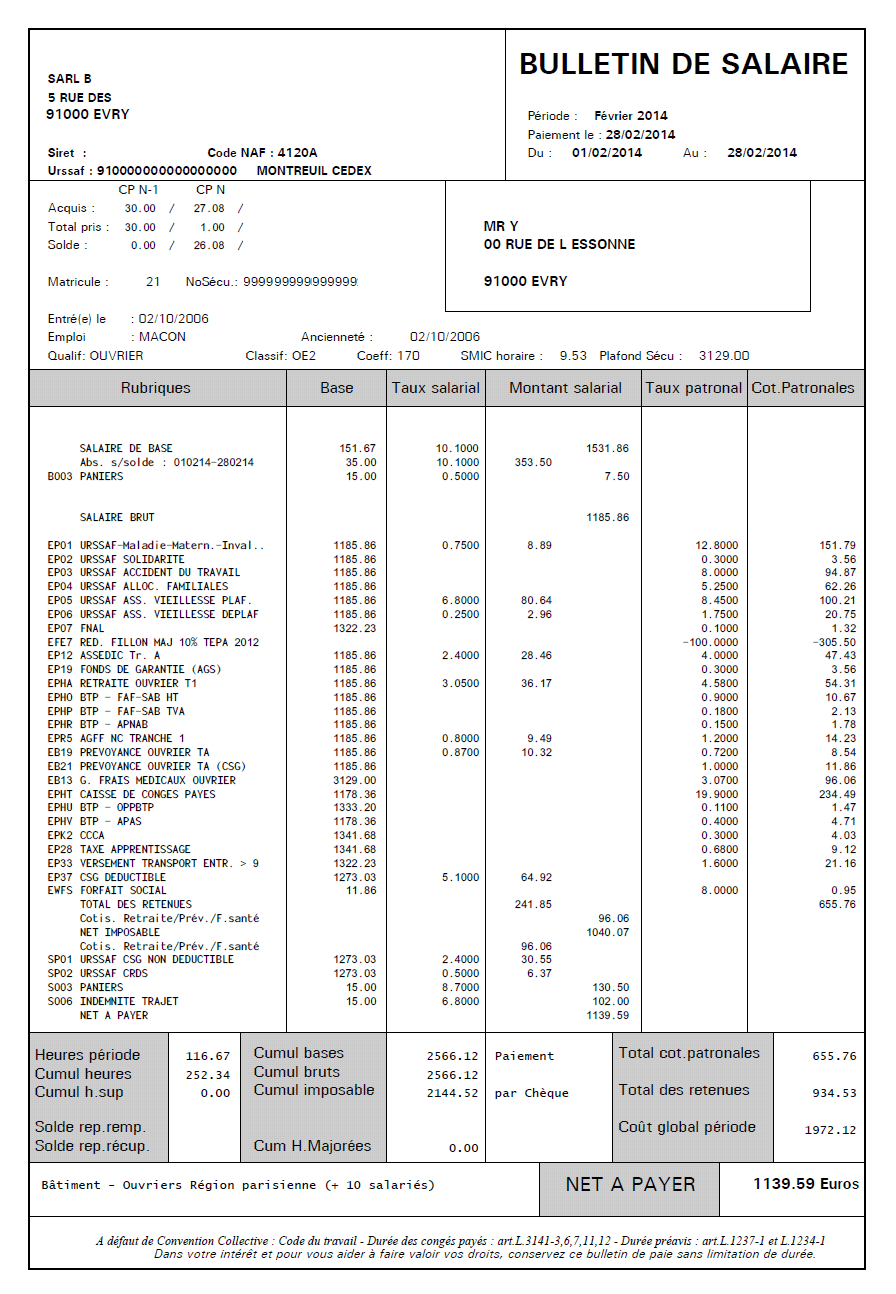 BULLETIN DE SALAIRE
SARL B
5 RUE DES
91000 EVRY
Période : Février 2014
Paiement le : 28/02/2014
Du : 01/02/2014 Au : 28/02/2014
Siret : Code NAF : 4120A
Urssaf : 910000000000000000 MONTREUIL CEDEX
CP N-1 CP N
Acquis : 30.00 / 27.08 /
Total pris : 30.00 / 1.00 /
Solde : 0.00 / 26.08 /
MR Y
00 RUE DE L ESSONNE
91000 EVRY
Matricule : 21 NoSécu.: 999999999999999
Entré(e) le : 02/10/2006
Emploi : MACON Ancienneté : 02/10/2006
Qualif: OUVRIER Classif: OE2 Coeff: 170 SMIC horaire : 9.53 Plafond Sécu : 3129.00
Rubriques Base Taux salarial Montant salarial Taux patronal Cot.Patronales
SALAIRE DE BASE 151.67 10.1000 1531.86
Abs. s/solde : 010214-280214 35.00 10.1000 353.50
B003 PANIERS 15.00 0.5000 7.50
SALAIRE BRUT 1185.86
EP01 URSSAF-Maladie-Matern.-Inval.. 1185.86 0.7500 8.89 12.8000 151.79
EP02 URSSAF SOLIDARITE 1185.86 0.3000 3.56
EP03 URSSAF ACCIDENT DU TRAVAIL 1185.86 8.0000 94.87
EP04 URSSAF ALLOC. FAMILIALES 1185.86 5.2500 62.26
EP05 URSSAF ASS. VIEILLESSE PLAF. 1185.86 6.8000 80.64 8.4500 100.21
EP06 URSSAF ASS. VIEILLESSE DEPLAF 1185.86 0.2500 2.96 1.7500 20.75
EP07 FNAL 1322.23 0.1000 1.32
EFE7 RED. FILLON MAJ 10% TEPA 2012 -100.0000 -305.50
EP12 ASSEDIC Tr. A 1185.86 2.4000 28.46 4.0000 47.43
EP19 FONDS DE GARANTIE (AGS) 1185.86 0.3000 3.56
EPHA RETRAITE OUVRIER T1 1185.86 3.0500 36.17 4.5800 54.31
EPHO BTP - FAF-SAB HT 1185.86 0.9000 10.67
EPHP BTP - FAF-SAB TVA 1185.86 0.1800 2.13
EPHR BTP - APNAB 1185.86 0.1500 1.78
EPR5 AGFF NC TRANCHE 1 1185.86 0.8000 9.49 1.2000 14.23
EB19 PREVOYANCE OUVRIER TA 1185.86 0.8700 10.32 0.7200 8.54
EB21 PREVOYANCE OUVRIER TA (CSG) 1185.86 1.0000 11.86
EB13 G. FRAIS MEDICAUX OUVRIER 3129.00 3.0700 96.06
EPHT CAISSE DE CONGES PAYES 1178.36 19.9000 234.49
EPHU BTP - OPPBTP 1333.20 0.1100 1.47
EPHV BTP - APAS 1178.36 0.4000 4.71
EPK2 CCCA 1341.68 0.3000 4.03
EP28 TAXE APPRENTISSAGE 1341.68 0.6800 9.12
EP33 VERSEMENT TRANSPORT ENTR. > 9 1322.23 1.6000 21.16
EP37 CSG DEDUCTIBLE 1273.03 5.1000 64.92
EWFS FORFAIT SOCIAL 11.86 8.0000 0.95
TOTAL DES RETENUES 241.85 655.76
Cotis. Retraite/Prév./F.santé 96.06
NET IMPOSABLE 1040.07
Cotis. Retraite/Prév./F.santé 96.06
SP01 URSSAF CSG NON DEDUCTIBLE 1273.03 2.4000 30.55
SP02 URSSAF CRDS 1273.03 0.5000 6.37
S003 PANIERS 15.00 8.7000 130.50
S006 INDEMNITE TRAJET 15.00 6.8000 102.00
NET A PAYER 1139.59
Heures période 116.67 Cumul bases 2566.12 Paiement Total cot.patronales 655.76
Cumul heures 252.34 Cumul bruts 2566.12
Cumul h.sup 0.00 Cumul imposable 2144.52 par Chèque Total des retenues 934.53
Solde rep.remp. Coût global période 1972.12
Solde rep.récup. Cum H.Majorées 0.00
Bâtiment - Ouvriers Région parisienne (+ 10 salariés) NET A PAYER 1139.59 Euros
A défaut de Convention Collective : Code du travail - Durée des congés payés : art.L.3141-3,6,7,11,12 - Durée préavis : art.L.1237-1 et L.1234-1
Dans votre intérêt et pour vous aider à faire valoir vos droits, conservez ce bulletin de paie sans limitation de durée.